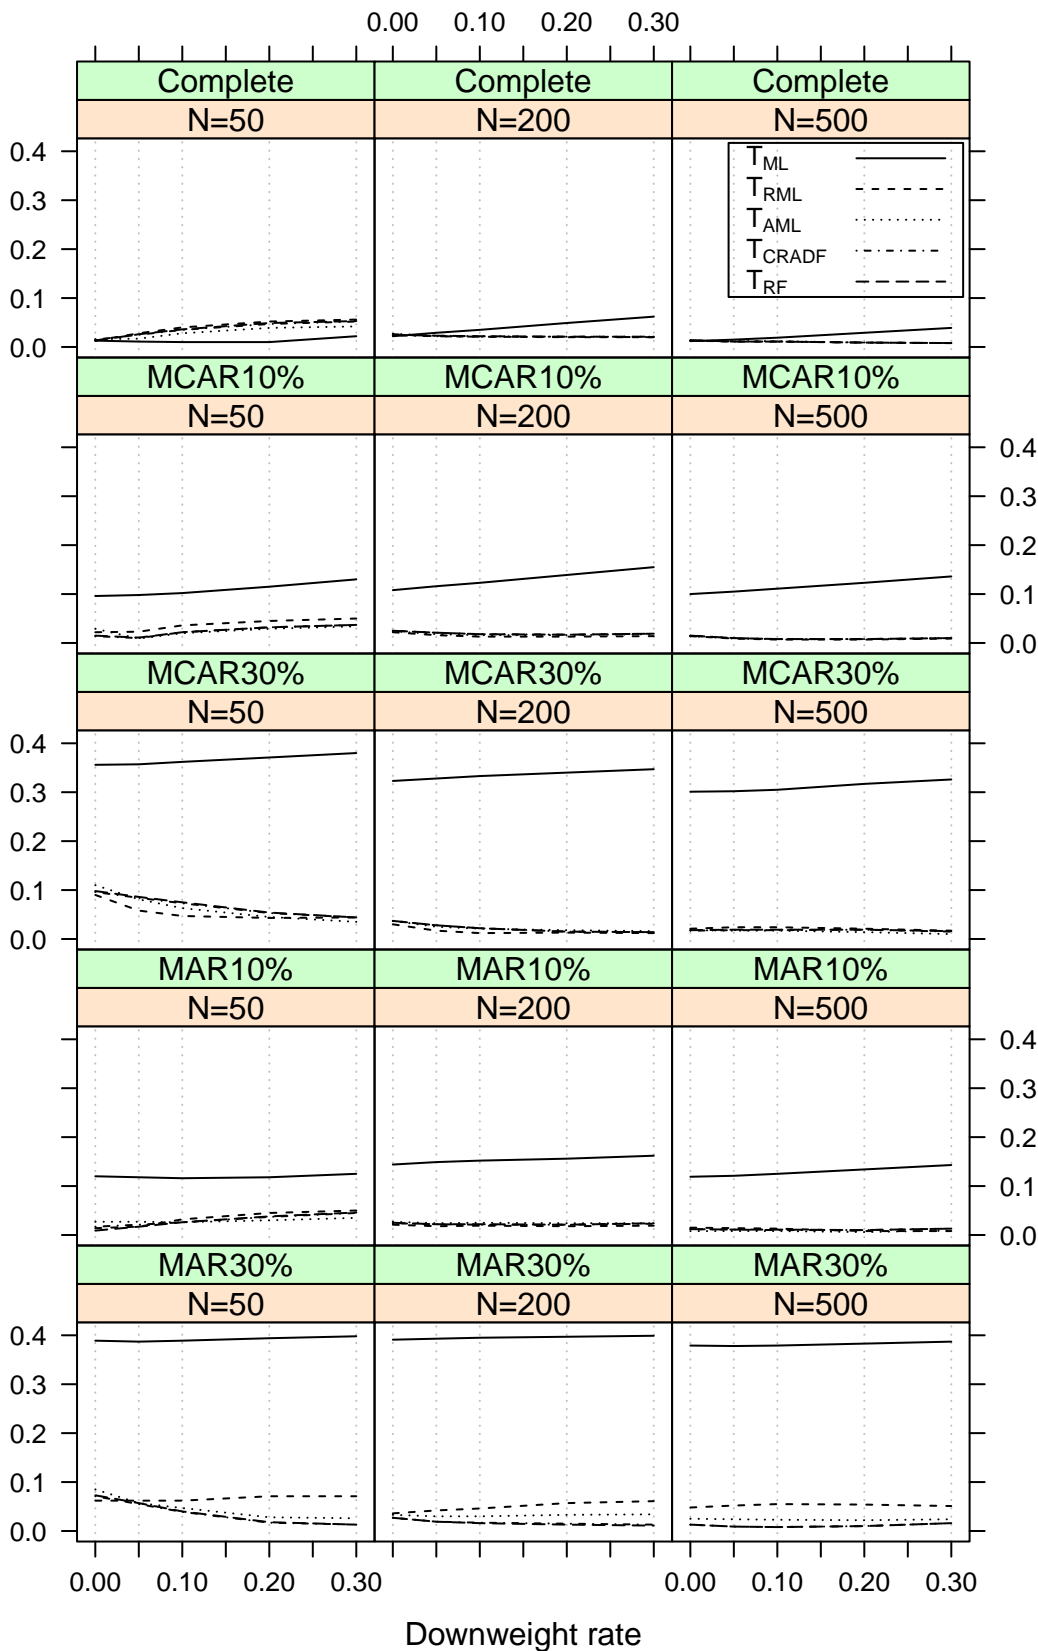 0.00 0.10 0.20 0.30
Complete Complete Complete
N=50 N=200 N=500
0.4
0.3
0.2
0.1
0.0
T_ML
T_RML
T_AML
T_CRADF
T_RF
MCAR10% MCAR10% MCAR10%
N=50 N=200 N=500
0.4
0.3
0.2
0.1
0.0
MCAR30% MCAR30% MCAR30%
N=50 N=200 N=500
0.4
0.3
0.2
0.1
0.0
MAR10% MAR10% MAR10%
N=50 N=200 N=500
0.4
0.3
0.2
0.1
0.0
MAR30% MAR30% MAR30%
N=50 N=200 N=500
0.4
0.3
0.2
0.1
0.0
0.00 0.10 0.20 0.30 0.00 0.10 0.20 0.30
Downweight rate